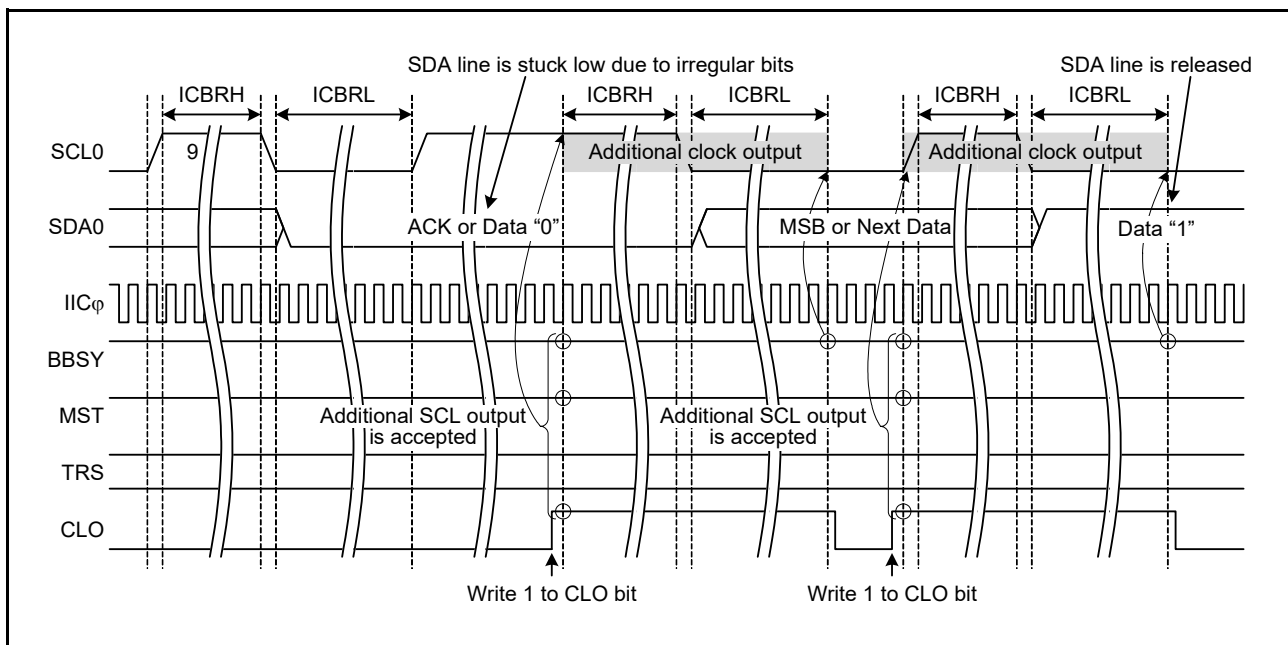 SDA line is stuck low due to irregular bits
SDA line is released
ICBRH
ICBRL
ICBRH
ICBRL
ICBRH
ICBRL
SCL0
9
Additional clock output
Additional clock output
SDA0
ACK or Data “0”
MSB or Next Data
Data “1”
IICφ
BBSY
MST
Additional SCL output
is accepted
Additional SCL output
is accepted
TRS
CLO
Write 1 to CLO bit
Write 1 to CLO bit